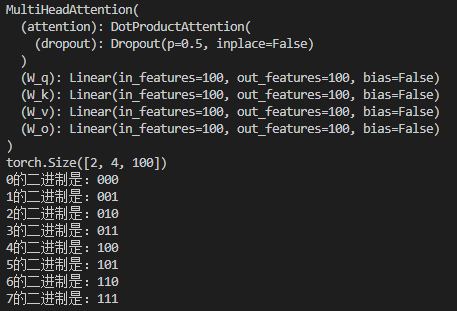 MultiHeadAttention(
  (attention): DotProductAttention(
    (dropout): Dropout(p=0.5, inplace=False)
  )
  (W_q): Linear(in_features=100, out_features=100, bias=False)
  (W_k): Linear(in_features=100, out_features=100, bias=False)
  (W_v): Linear(in_features=100, out_features=100, bias=False)
  (W_o): Linear(in_features=100, out_features=100, bias=False)
)
torch.Size([2, 4, 100])
0的二进制是：000
1的二进制是：001
2的二进制是：010
3的二进制是：011
4的二进制是：100
5的二进制是：101
6的二进制是：110
7的二进制是：111